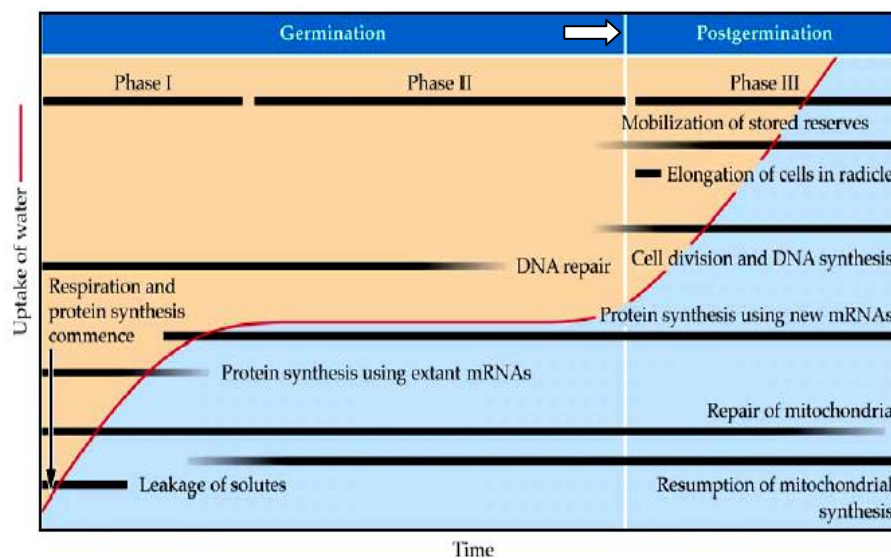 Germination
Postgermination
Phase I
Phase II
Phase III
Mobilization of stored reserves
Elongation of cells in radicle
Cell division and DNA synthesis
DNA repair
Respiration and
protein synthesis
commence
Protein synthesis using new mRNAs
Protein synthesis using extant mRNAs
Repair of mitochondria
Leakage of solutes
Resumption of mitochondrial
synthesis
Uptake of water
Time